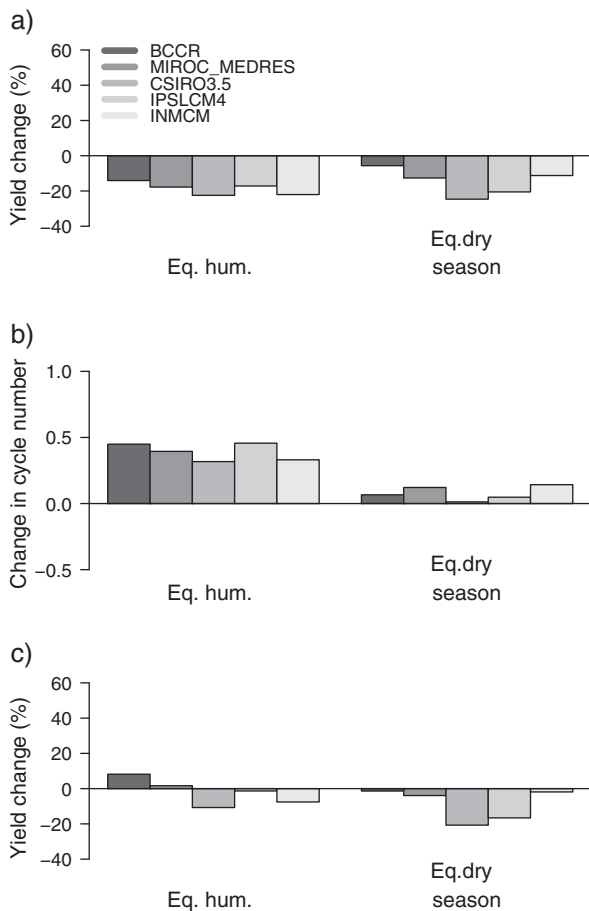 a)
Yield change (%)
60
40
20
0
−20
−40
BCCR
MIROC_MEDRES
CSIRO3.5
IPSLCM4
INMCM
Eq. hum.
Eq.dry
season
b)
Change in cycle number
1.0
0.5
0.0
−0.5
Eq. hum.
Eq.dry
season
c)
Yield change (%)
60
40
20
0
−20
−40
Eq. hum.
Eq.dry
season